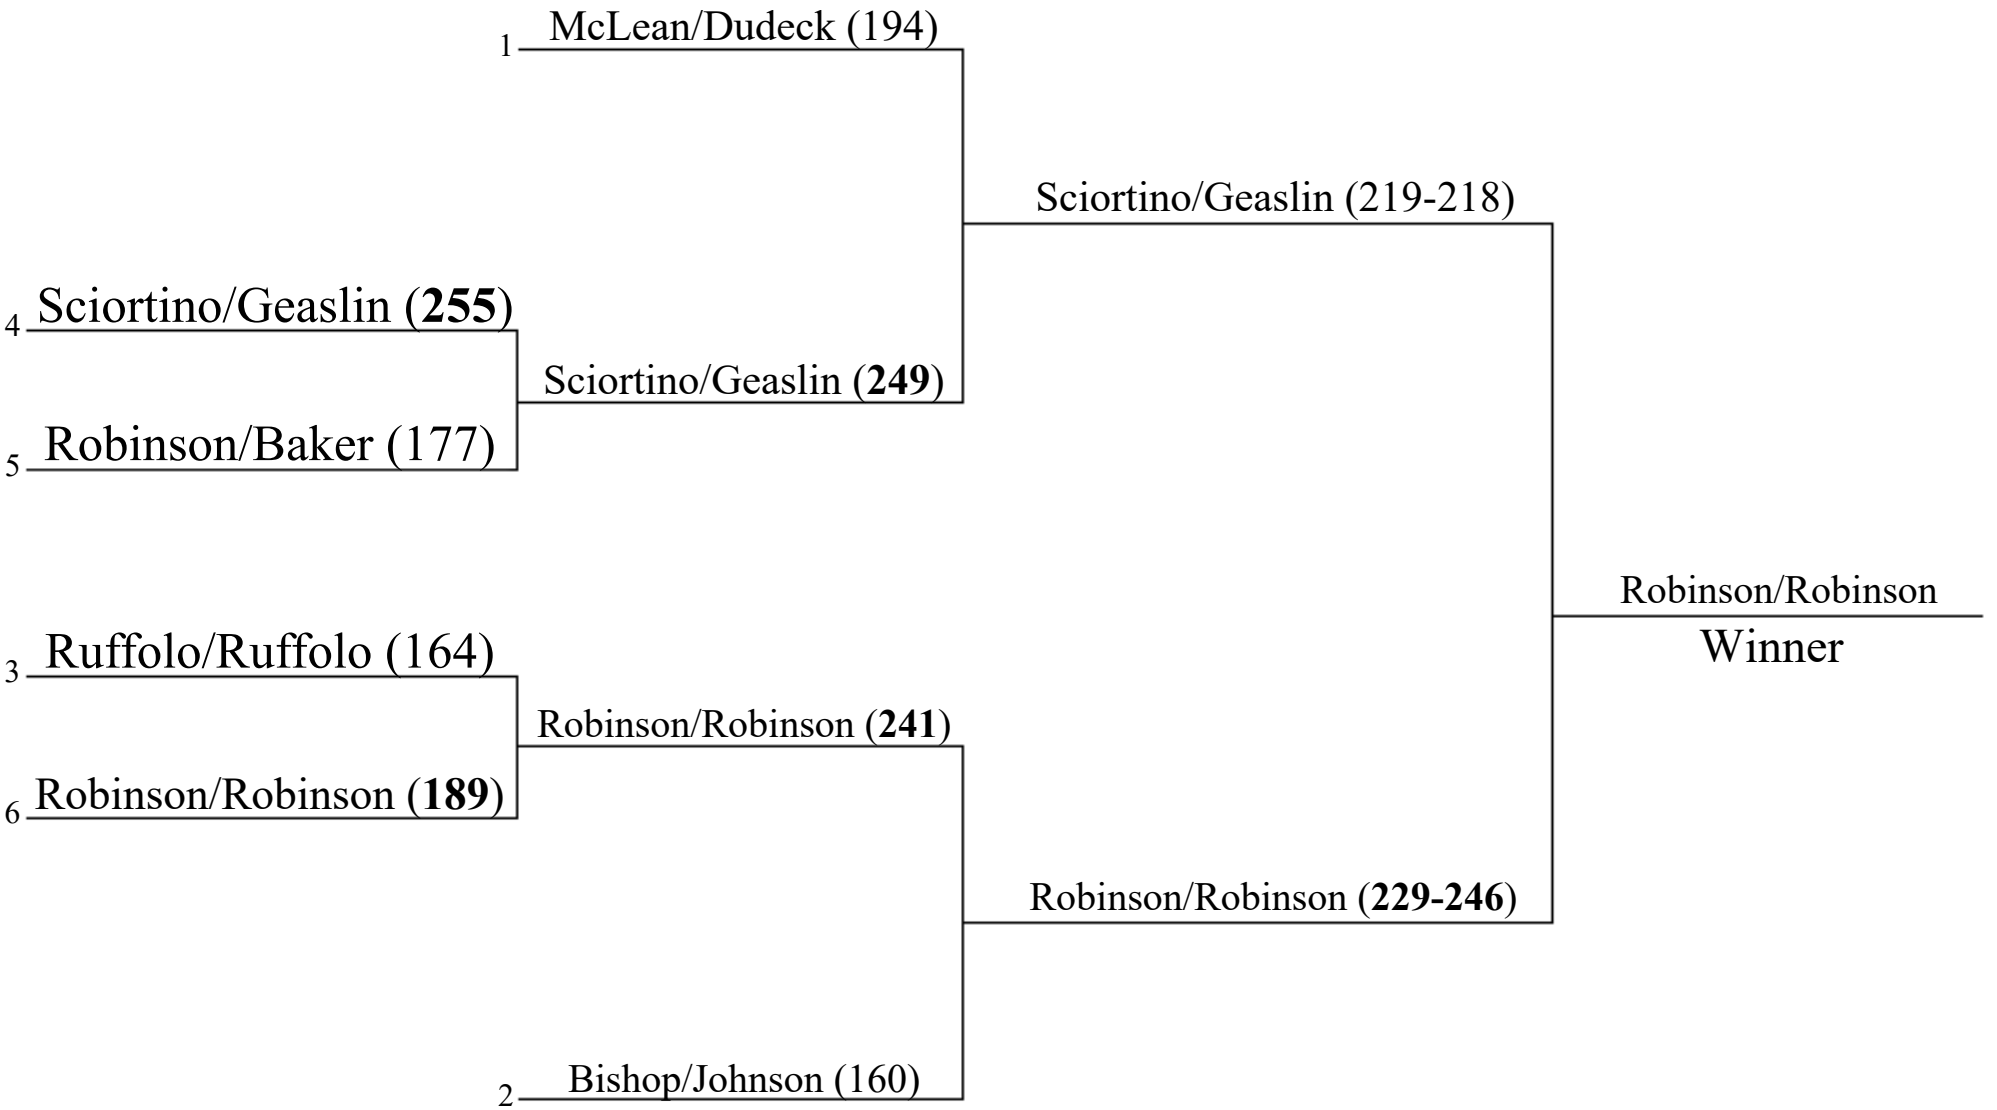 McLean/Dudeck (194)
1
Sciortino/Geaslin (219-218)
Sciortino/Geaslin (255)
4
Sciortino/Geaslin (249)
Robinson/Baker (177)
5
Robinson/Robinson
Winner
Ruffolo/Ruffolo (164)
3
Robinson/Robinson (241)
Robinson/Robinson (189)
6
Robinson/Robinson (229-246)
Bishop/Johnson (160)
2